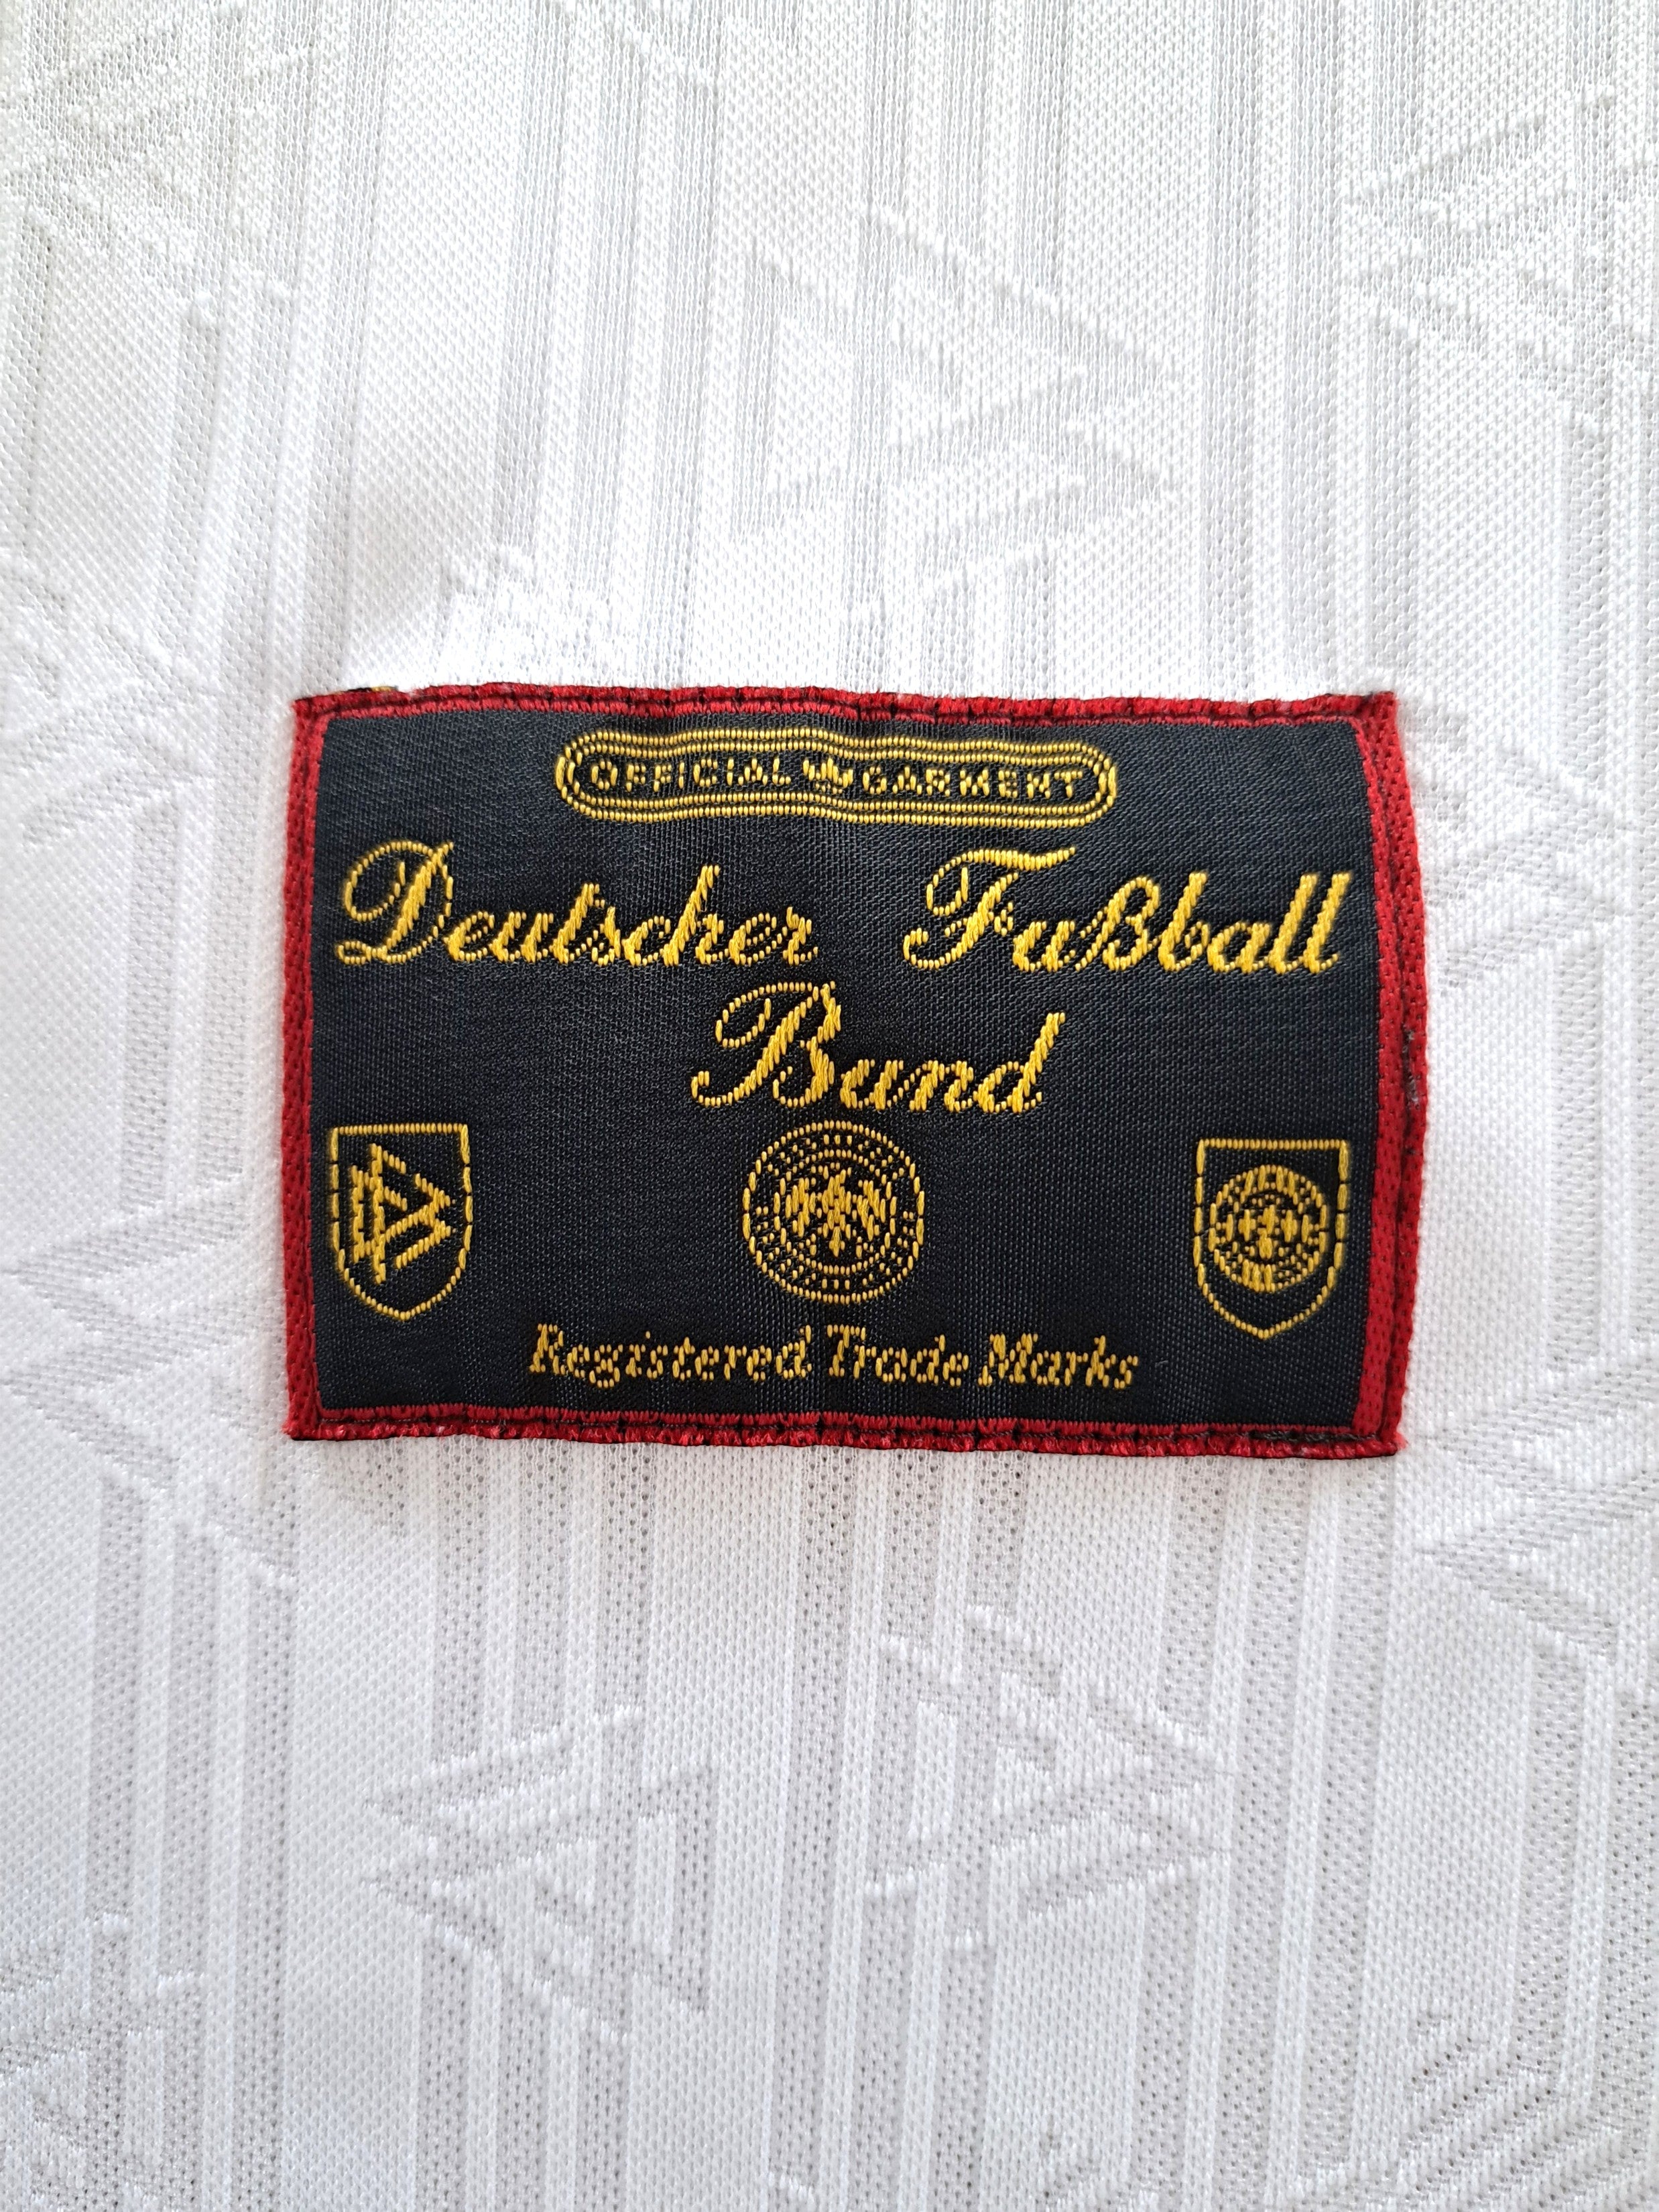 OFFICIAL GARMENT
Deutscher Fußball
Bund
Registered Trade Marks